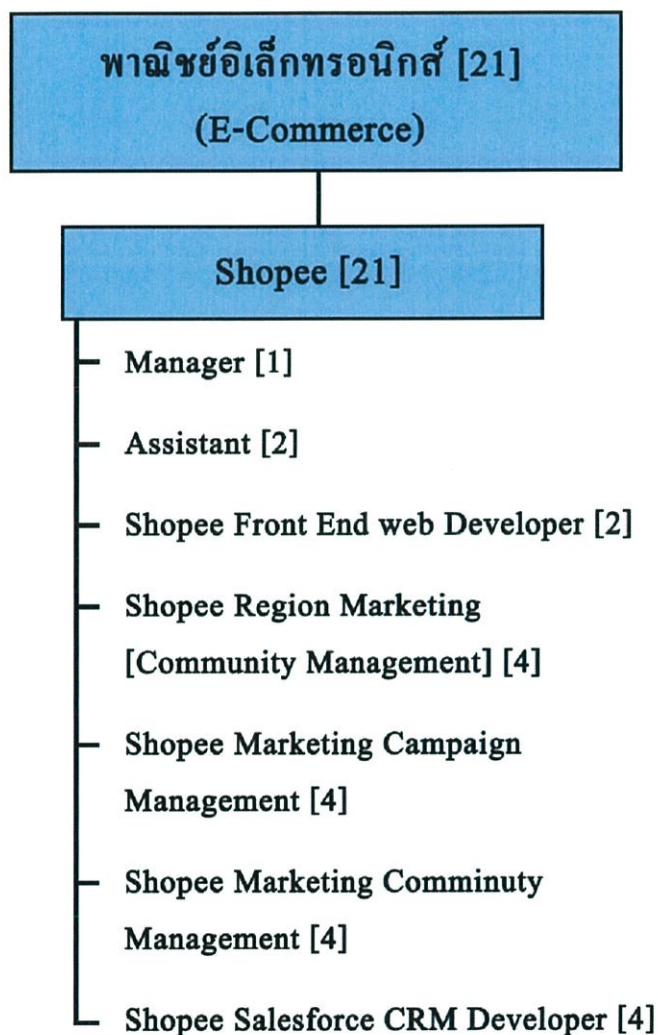 พาณิชย์อิเล็กทรอนิกส์ [21]
(E-Commerce)
Shopee [21]
Manager [1]
Assistant [2]
Shopee Front End web Developer [2]
Shopee Region Marketing
[Community Management] [4]
Shopee Marketing Campaign
Management [4]
Shopee Marketing Comminuty
Management [4]
Shopee Salesforce CRM Developer [4]